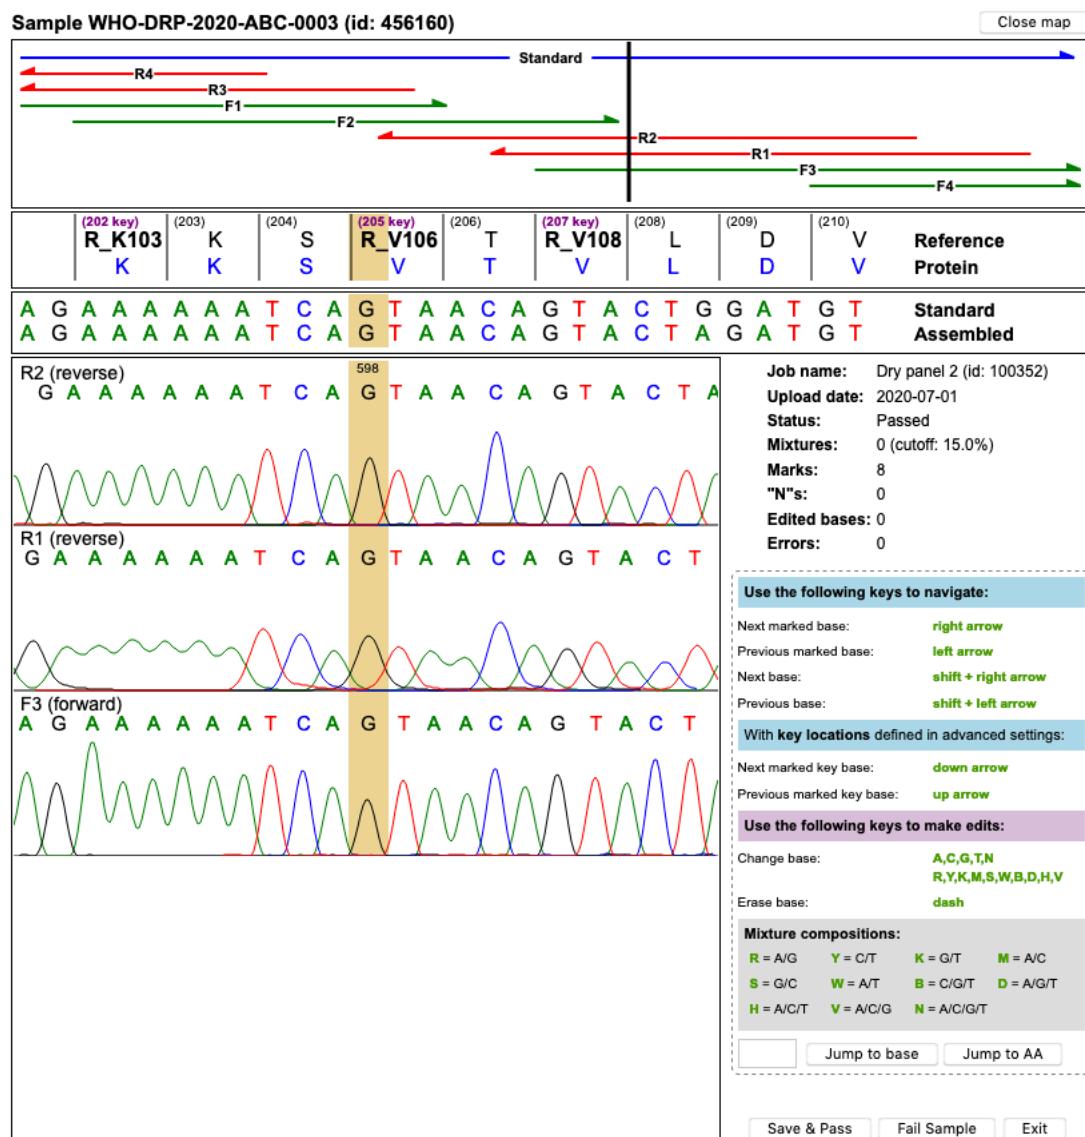 Sample WHO-DRP-2020-ABC-0003 (id: 456160)
Close map
Standard
R4
R3
F1
F2
R2
R1
F3
F4
(202 key) (203) (204) (205 key) (206) (207 key) (208) (209) (210)
R_K103 K S R_V106 T R_V108 L D V Reference
K K S V T V L D V Protein
A G A A A A A A T C A G T A A C A G T A C T G G A T G T Standard
A G A A A A A A T C A G T A A C A G T A C T A G A T G T Assembled
R2 (reverse)
598
G A A A A A A T C A G T A A C A G T A C T A
R1 (reverse)
G A A A A A A T C A G T A A C A G T A C T
F3 (forward)
A G A A A A A A T C A G T A A C A G T A C T
Job name: Dry panel 2 (id: 100352)
Upload date: 2020-07-01
Status: Passed
Mixtures: 0 (cutoff: 15.0%)
Marks: 8
"N"s: 0
Edited bases: 0
Errors: 0
Use the following keys to navigate:
Next marked base: right arrow
Previous marked base: left arrow
Next base: shift + right arrow
Previous base: shift + left arrow
With key locations defined in advanced settings:
Next marked key base: down arrow
Previous marked key base: up arrow
Use the following keys to make edits:
Change base: A,C,G,T,N
R,Y,K,M,S,W,B,D,H,V
Erase base: dash
Mixture compositions:
R = A/G Y = C/T K = G/T M = A/C
S = G/C W = A/T B = C/G/T D = A/G/T
H = A/C/T V = A/C/G N = A/C/G/T
Jump to base Jump to AA
Save & Pass Fail Sample Exit